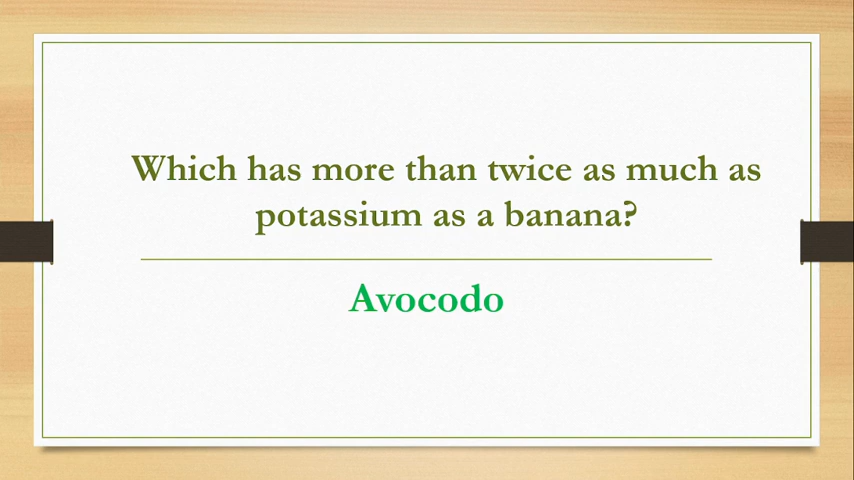 Which has more than twice as much as
potassium as a banana?
Avocodo